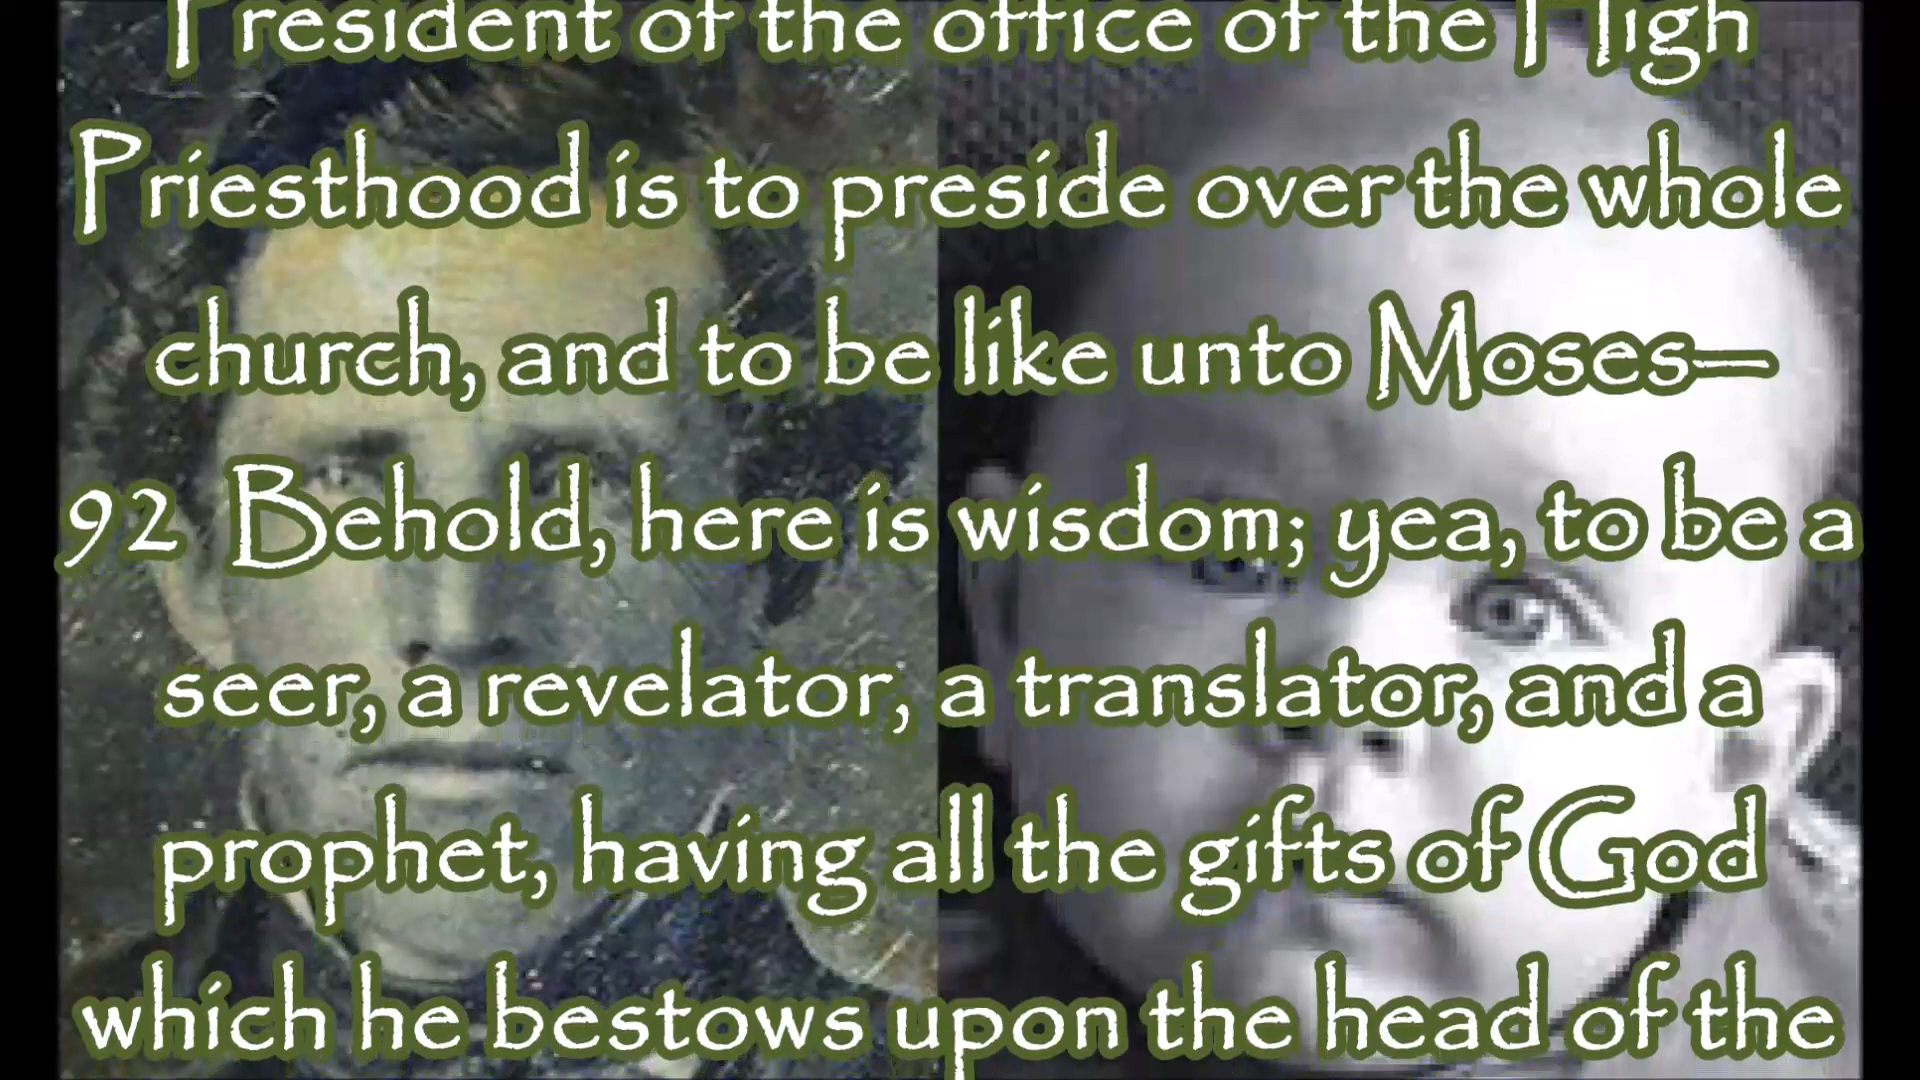 President of the office of the High
Priesthood is to preside over the whole
church, and to be like unto Moses—
92 Behold, here is wisdom; yea, to be a
seer, a revelator, a translator, and a
prophet, having all the gifts of God
which he bestows upon the head of the